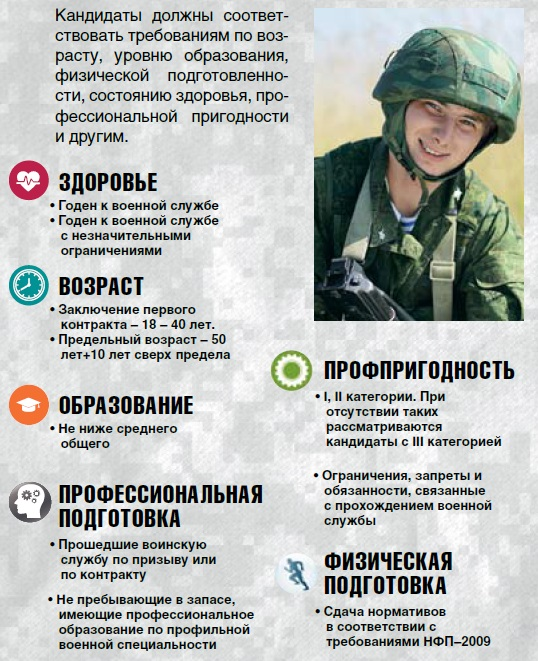 Кандидаты должны соответ-
ствовать требованиям по воз-
расту, уровню образования,
физической подготовленно-
сти, состоянию здоровья, про-
фессиональной пригодности
и другим.
ЗДОРОВЬЕ
• Годен к военной службе
• Годен к военной службе
с незначительными
ограничениями
ВОЗРАСТ
• Заключение первого
контракта – 18 – 40 лет.
• Предельный возраст – 50
лет+10 лет сверх предела
ОБРАЗОВАНИЕ
• Не ниже среднего
общего
ПРОФЕССИОНАЛЬНАЯ
ПОДГОТОВКА
• Прошедшие воинскую
службу по призыву или
по контракту
• Не пребывающие в запасе,
имеющие профессиональное
образование по профильной
военной специальности
ПРОФПРИГОДНОСТЬ
• I, II категории. При
отсутствии таких
рассматриваются
кандидаты с III категорией
• Ограничения, запреты и
обязанности, связанные
с прохождением военной
службы
ФИЗИЧЕСКАЯ
ПОДГОТОВКА
• Сдача нормативов
в соответствии с
требованиями НФП–2009